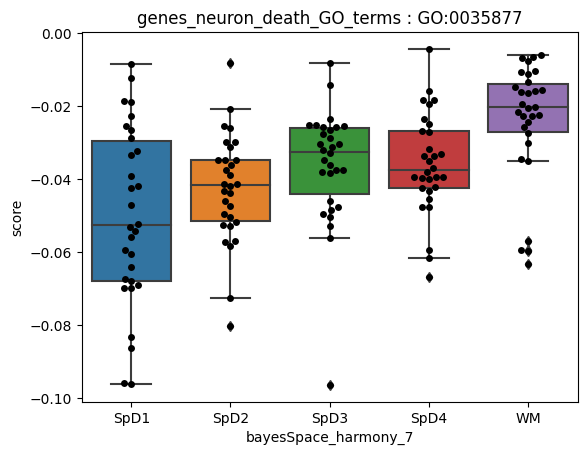 genes_neuron_death_GO_terms : GO:0035877
0.00
−0.02
−0.04
−0.06
−0.08
−0.10
score
SpD1 SpD2 SpD3 SpD4 WM
bayesSpace_harmony_7